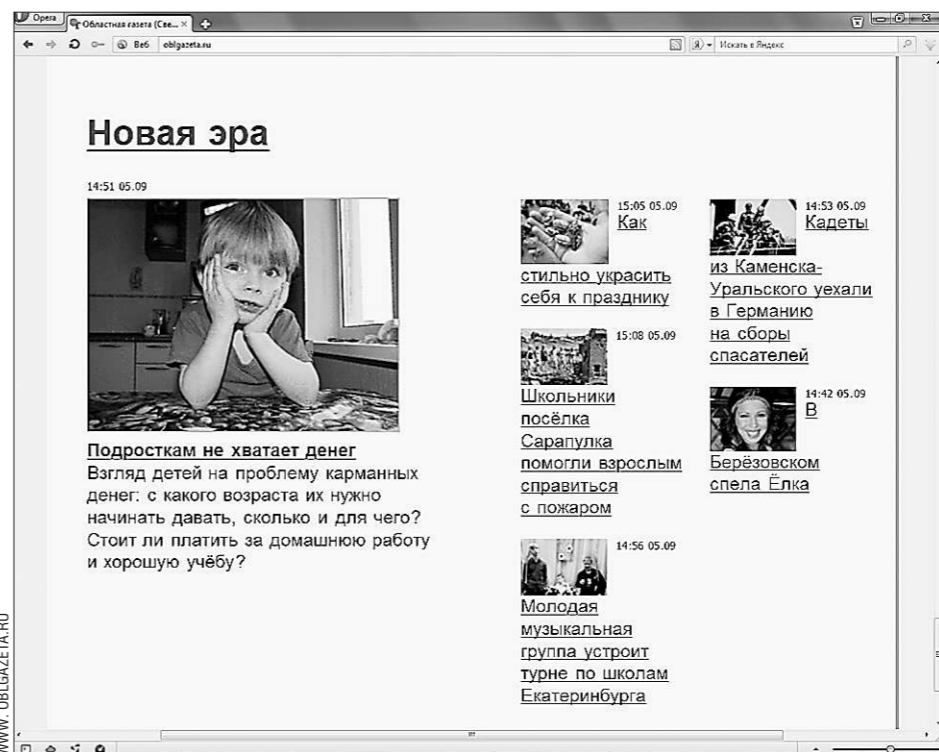 Opera
Областная газета (Све...
Веб
oblgazeta.ru
Искать в Яндекс
Новая эра
14:51 05.09
Подросткам не хватает денег
Взгляд детей на проблему карманных
денег: с какого возраста их нужно
начинать давать, сколько и для чего?
Стоит ли платить за домашнюю работу
и хорошую учёбу?
15:05 05.09
Как
стильно украсить
себя к празднику
15:08 05.09
Школьники
посёлка
Сарапулка
помогли взрослым
справиться
с пожаром
14:56 05.09
Молодая
музыкальная
группа устроит
турне по школам
Екатеринбурга
14:53 05.09
Кадеты
из Каменска-
Уральского уехали
в Германию
на сборы
спасателей
14:42 05.09
В
Берёзовском
спела Ёлка
WWW. OBLGAZETA.RU